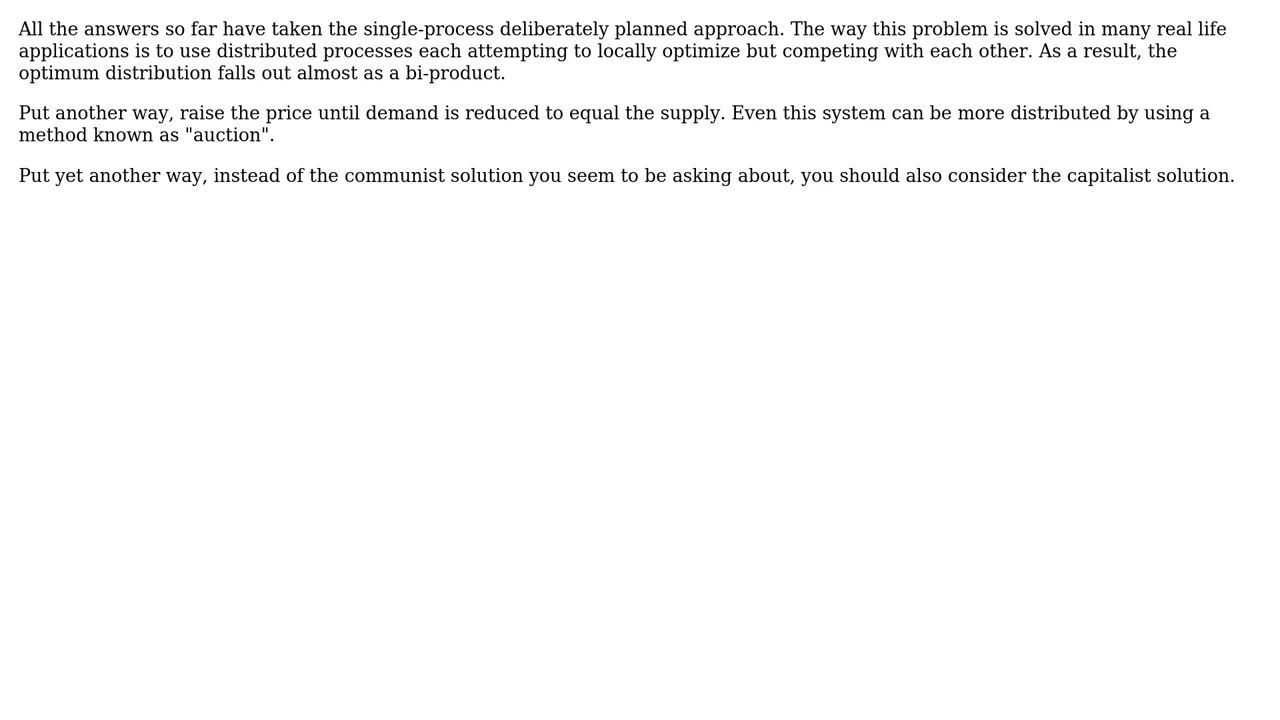 All the answers so far have taken the single-process deliberately planned approach. The way this problem is solved in many real life
applications is to use distributed processes each attempting to locally optimize but competing with each other. As a result, the
optimum distribution falls out almost as a bi-product.
Put another way, raise the price until demand is reduced to equal the supply. Even this system can be more distributed by using a
method known as "auction".
Put yet another way, instead of the communist solution you seem to be asking about, you should also consider the capitalist solution.